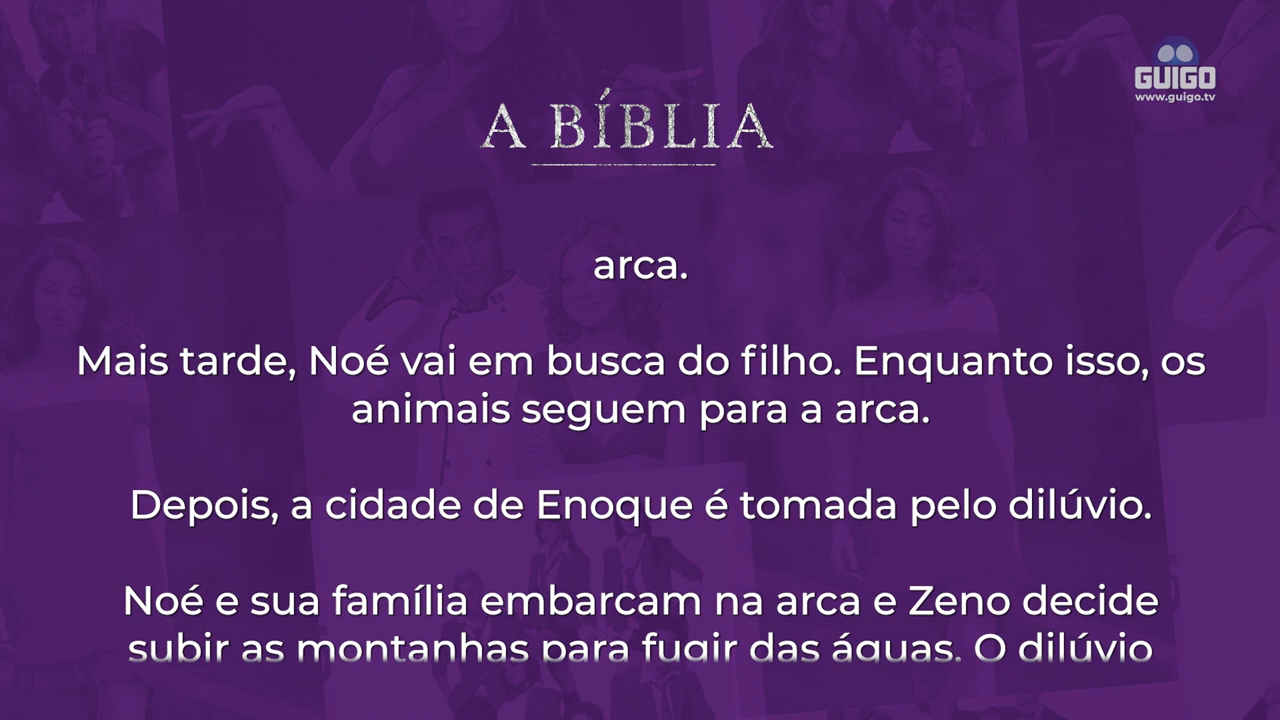 GUIGO
www.guigo.tv
A BÍBLIA
arca.
Mais tarde, Noé vai em busca do filho. Enquanto isso, os
animais seguem para a arca.
Depois, a cidade de Enoque é tomada pelo dilúvio.
Noé e sua família embarcam na arca e Zeno decide
subir as montanhas para fugir das águas. O dilúvio